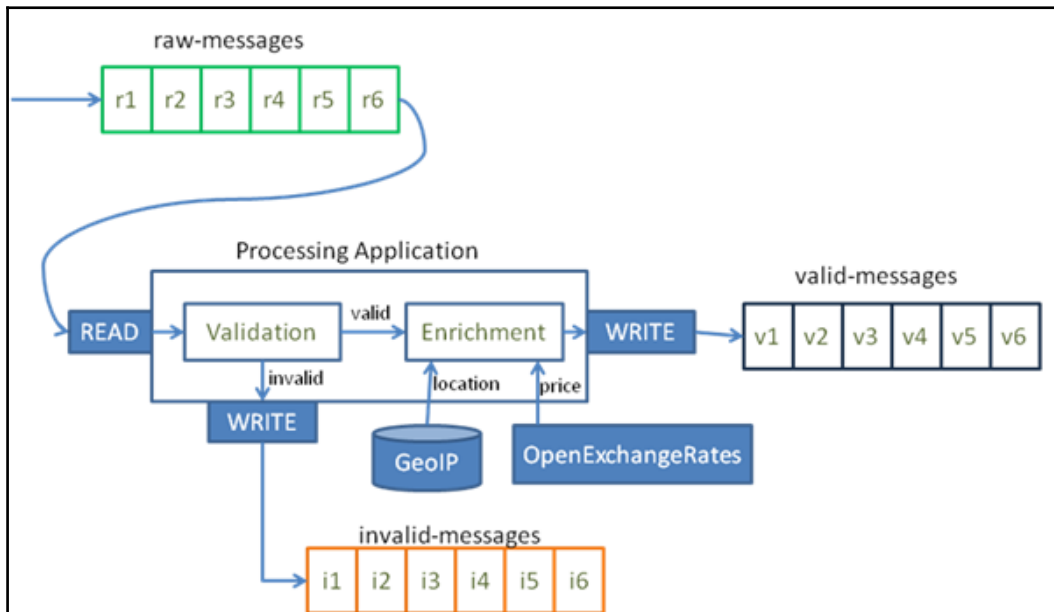 raw-messages
r1 r2 r3 r4 r5 r6
Processing Application
valid-messages
READ
Validation
valid
Enrichment
WRITE
v1 v2 v3 v4 v5 v6
invalid
location
price
WRITE
GeoIP
OpenExchangeRates
invalid-messages
i1 i2 i3 i4 i5 i6